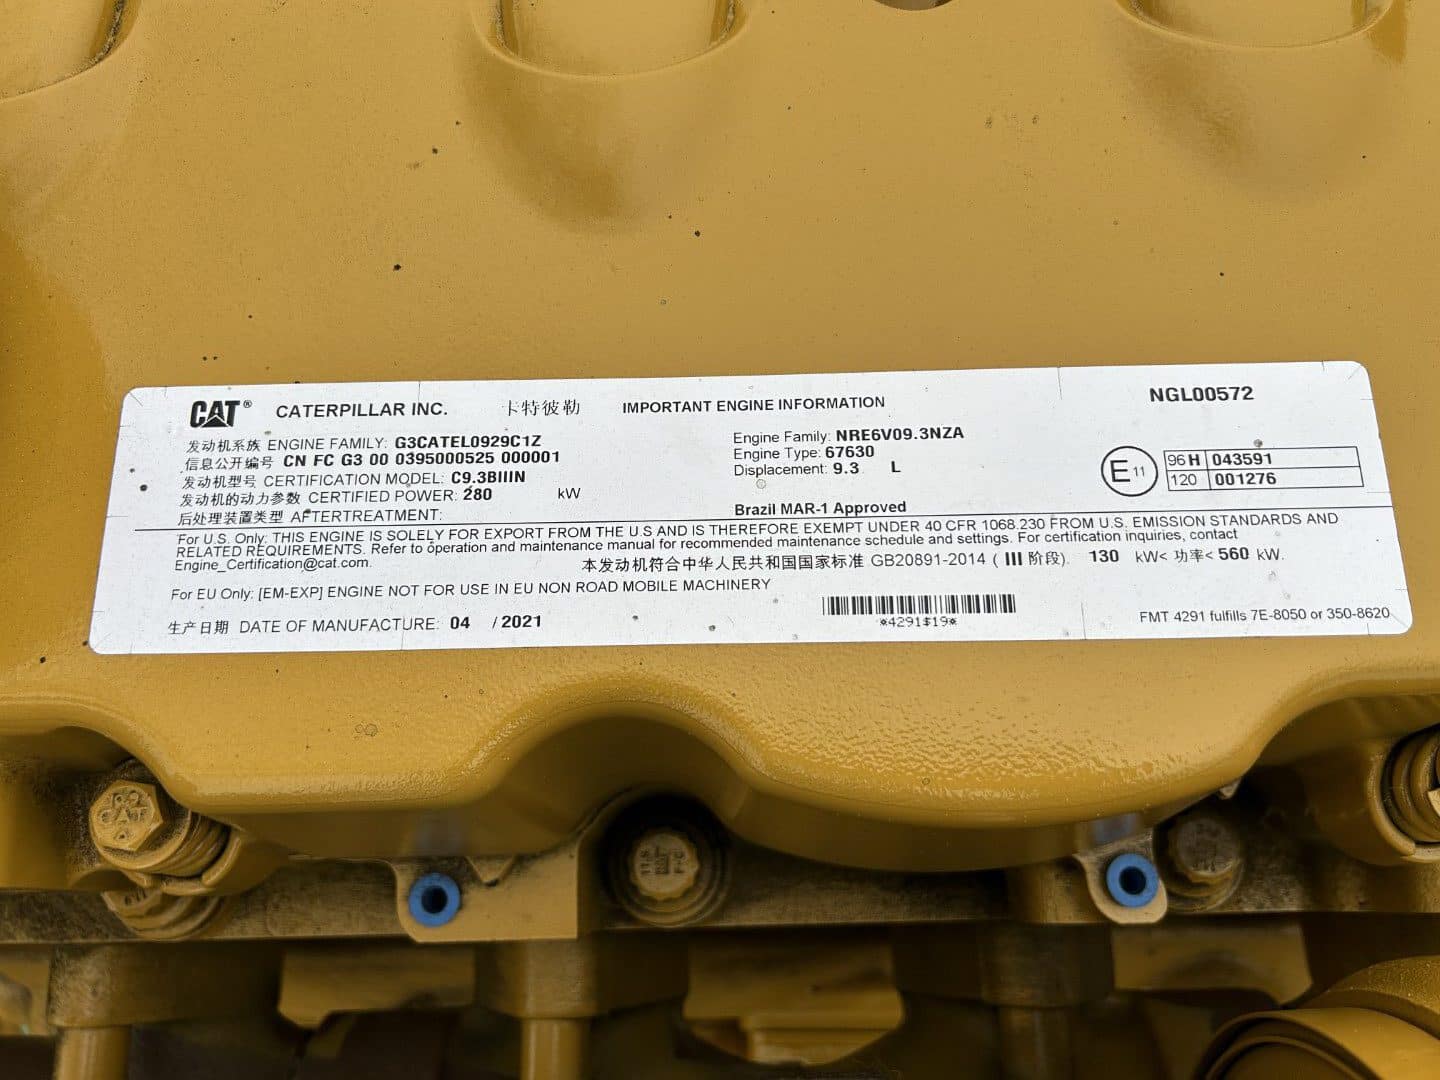 CAT® CATERPILLAR INC. 卡特彼勒 IMPORTANT ENGINE INFORMATION NGL00572
发动机系族 ENGINE FAMILY: G3CATEL0929C1Z
信息公开编号 CN FC G3 00 0395000525 000001
发动机型号 CERTIFICATION MODEL: C9.3BIIIN
发动机的动力参数 CERTIFIED POWER: 280 kW
后处理装置类型 AFTERTREATMENT:
Engine Family: NRE6V09.3NZA
Engine Type: 67630
Displacement: 9.3 L
Brazil MAR-1 Approved
E11
96 H 043591
120 001276
For U.S. Only: THIS ENGINE IS SOLELY FOR EXPORT FROM THE U.S AND IS THEREFORE EXEMPT UNDER 40 CFR 1068.230 FROM U.S. EMISSION STANDARDS AND
RELATED REQUIREMENTS. Refer to operation and maintenance manual for recommended maintenance schedule and settings. For certification inquiries, contact
Engine_Certification@cat.com.
本发动机符合中华人民共和国国家标准 GB20891-2014 ( III 阶段). 130 kW< 功率< 560 kW.
For EU Only: [EM-EXP] ENGINE NOT FOR USE IN EU NON ROAD MOBILE MACHINERY
生产日期 DATE OF MANUFACTURE: 04 / 2021
*4291$19*
FMT 4291 fulfills 7E-8050 or 350-8620
CAT